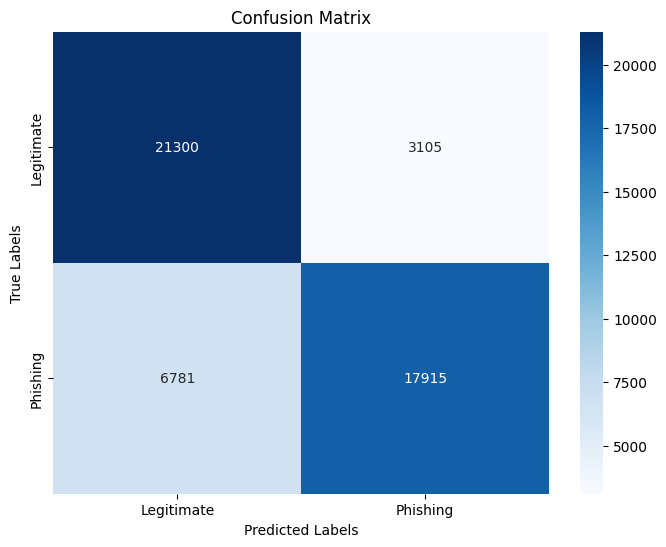 Confusion Matrix
Legitimate
Phishing
True Labels
21300
3105
6781
17915
Legitimate
Phishing
Predicted Labels
20000
17500
15000
12500
10000
7500
5000